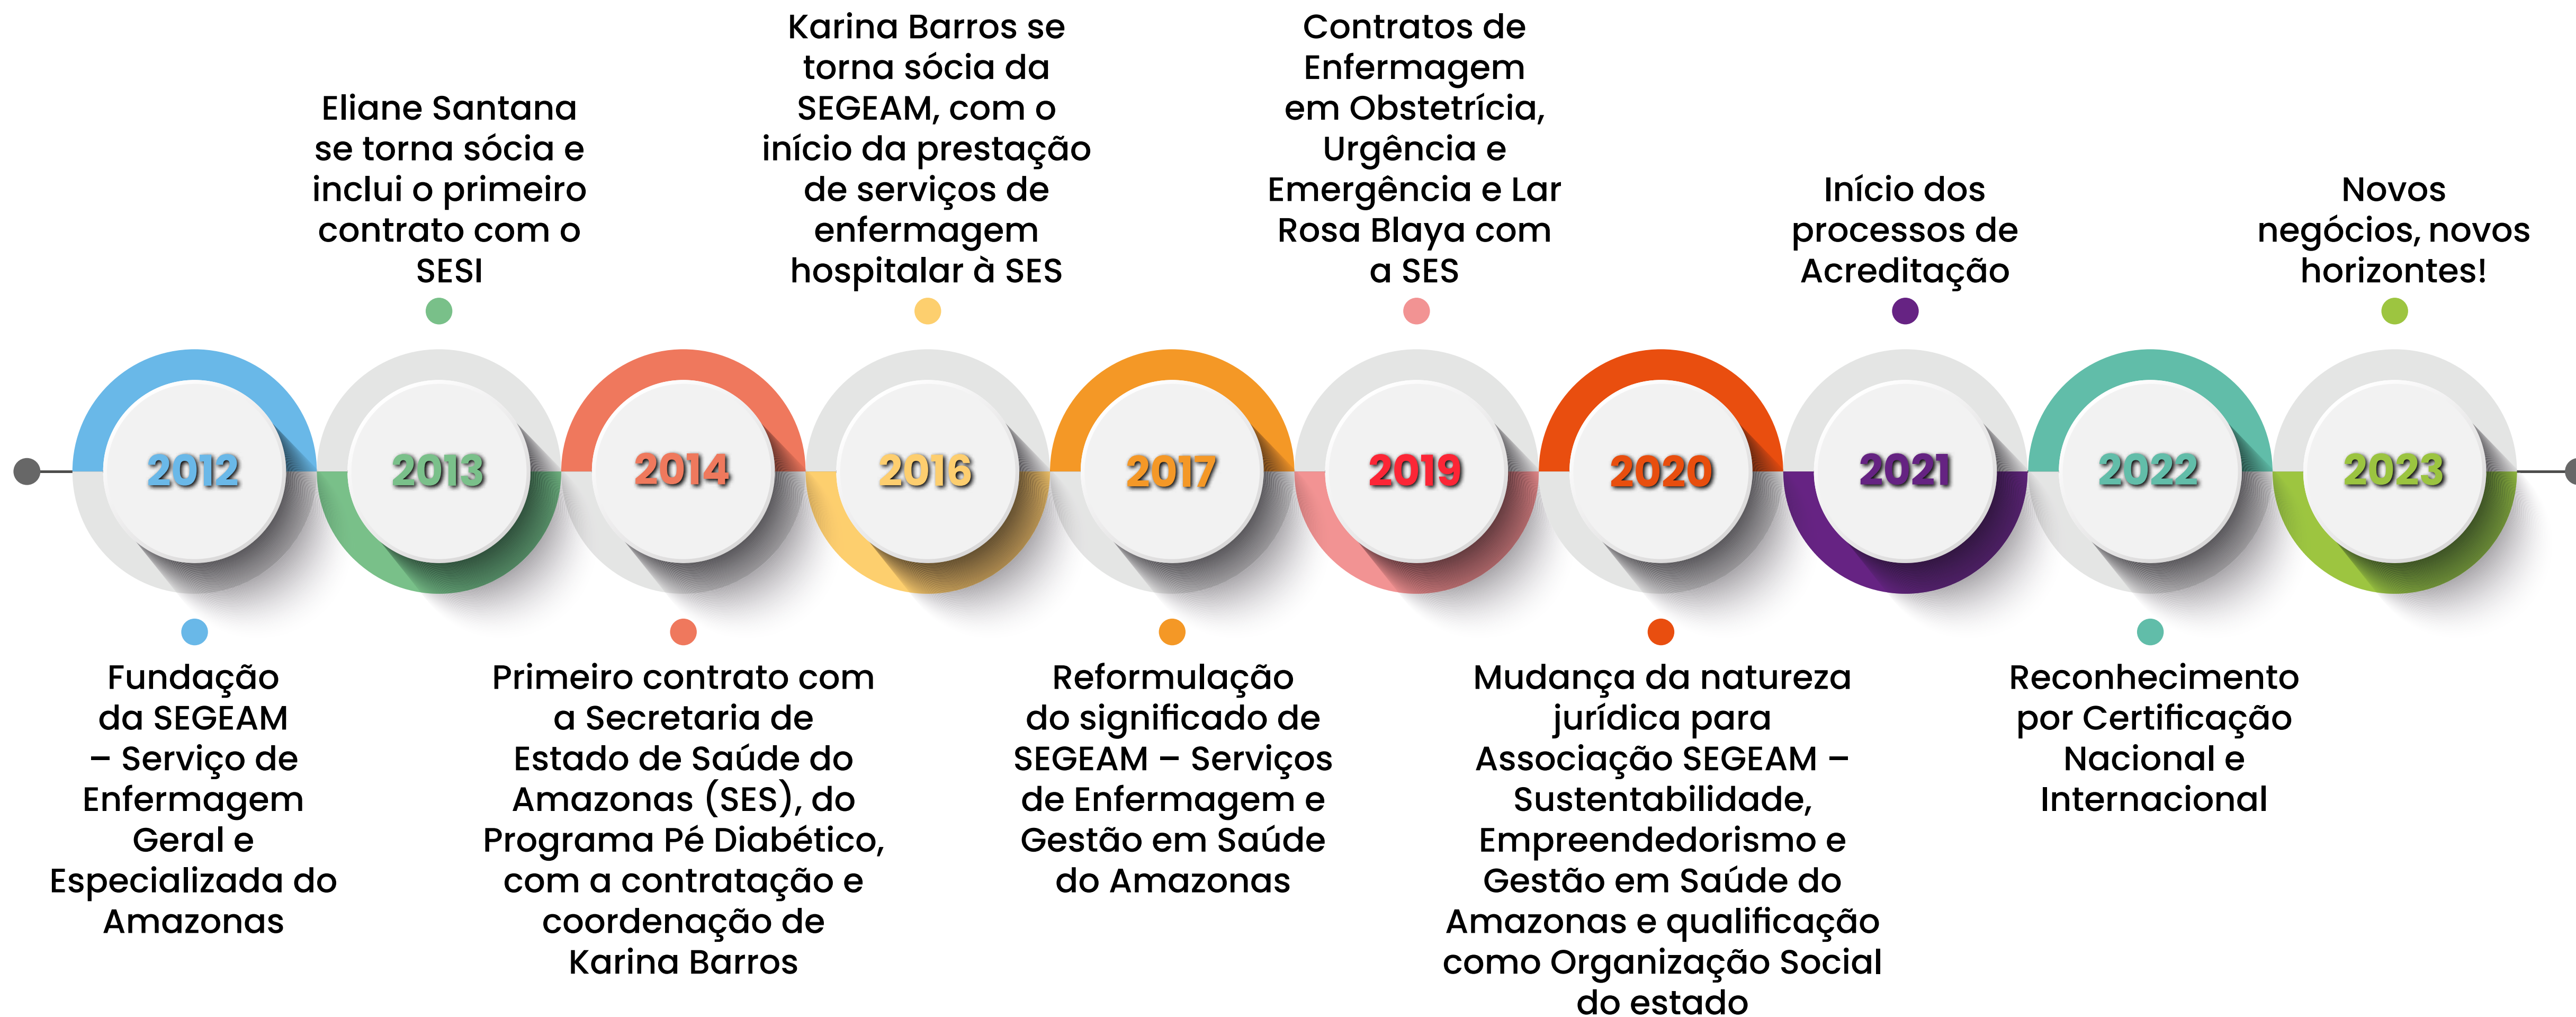 Karina Barros se
torna sócia da
SEGEAM, com o
início da prestação
de serviços de
enfermagem
hospitalar à SES
Contratos de
Enfermagem
em Obstetrícia,
Urgência e
Emergência e Lar
Rosa Blaya com
a SES
Eliane Santana
se torna sócia e
inclui o primeiro
contrato com o
SESI
Início dos
processos de
Acreditação
Novos
negócios, novos
horizontes!
2012
2013
2014
2016
2017
2019
2020
2021
2022
2023
Fundação
da SEGEAM
– Serviço de
Enfermagem
Geral e
Especializada do
Amazonas
Primeiro contrato com
a Secretaria de
Estado de Saúde do
Amazonas (SES), do
Programa Pé Diabético,
com a contratação e
coordenação de
Karina Barros
Reformulação
do significado de
SEGEAM – Serviços
de Enfermagem e
Gestão em Saúde
do Amazonas
Mudança da natureza
jurídica para
Associação SEGEAM –
Sustentabilidade,
Empreendedorismo e
Gestão em Saúde do
Amazonas e qualificação
como Organização Social
do estado
Reconhecimento
por Certificação
Nacional e
Internacional